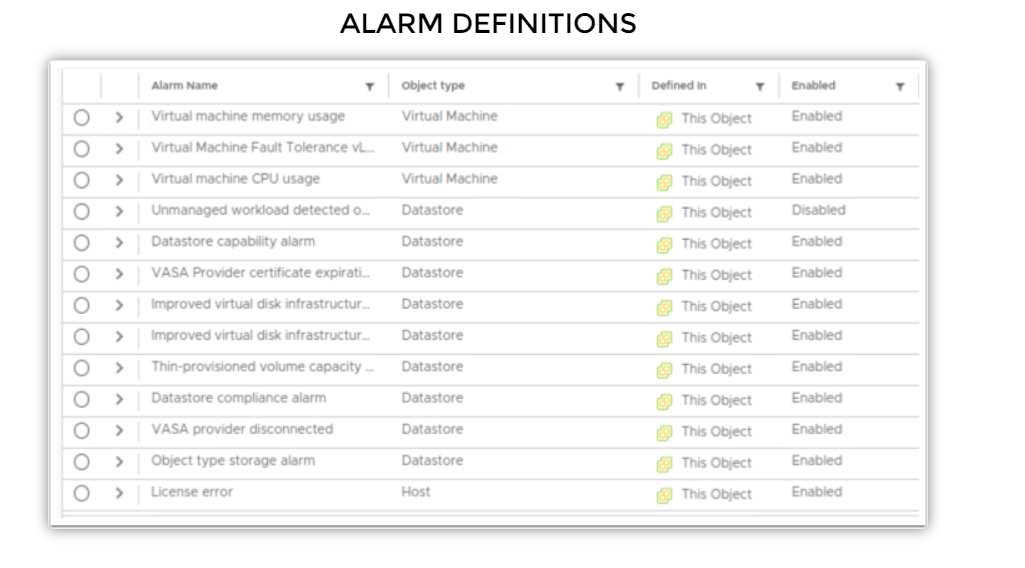 ALARM DEFINITIONS
Alarm Name Object type Defined In Enabled
Virtual machine memory usage Virtual Machine This Object Enabled
Virtual Machine Fault Tolerance vL... Virtual Machine This Object Enabled
Virtual machine CPU usage Virtual Machine This Object Enabled
Unmanaged workload detected o... Datastore This Object Disabled
Datastore capability alarm Datastore This Object Enabled
VASA Provider certificate expirati... Datastore This Object Enabled
Improved virtual disk infrastructur... Datastore This Object Enabled
Improved virtual disk infrastructur... Datastore This Object Enabled
Thin-provisioned volume capacity ... Datastore This Object Enabled
Datastore compliance alarm Datastore This Object Enabled
VASA provider disconnected Datastore This Object Enabled
Object type storage alarm Datastore This Object Enabled
License error Host This Object Enabled